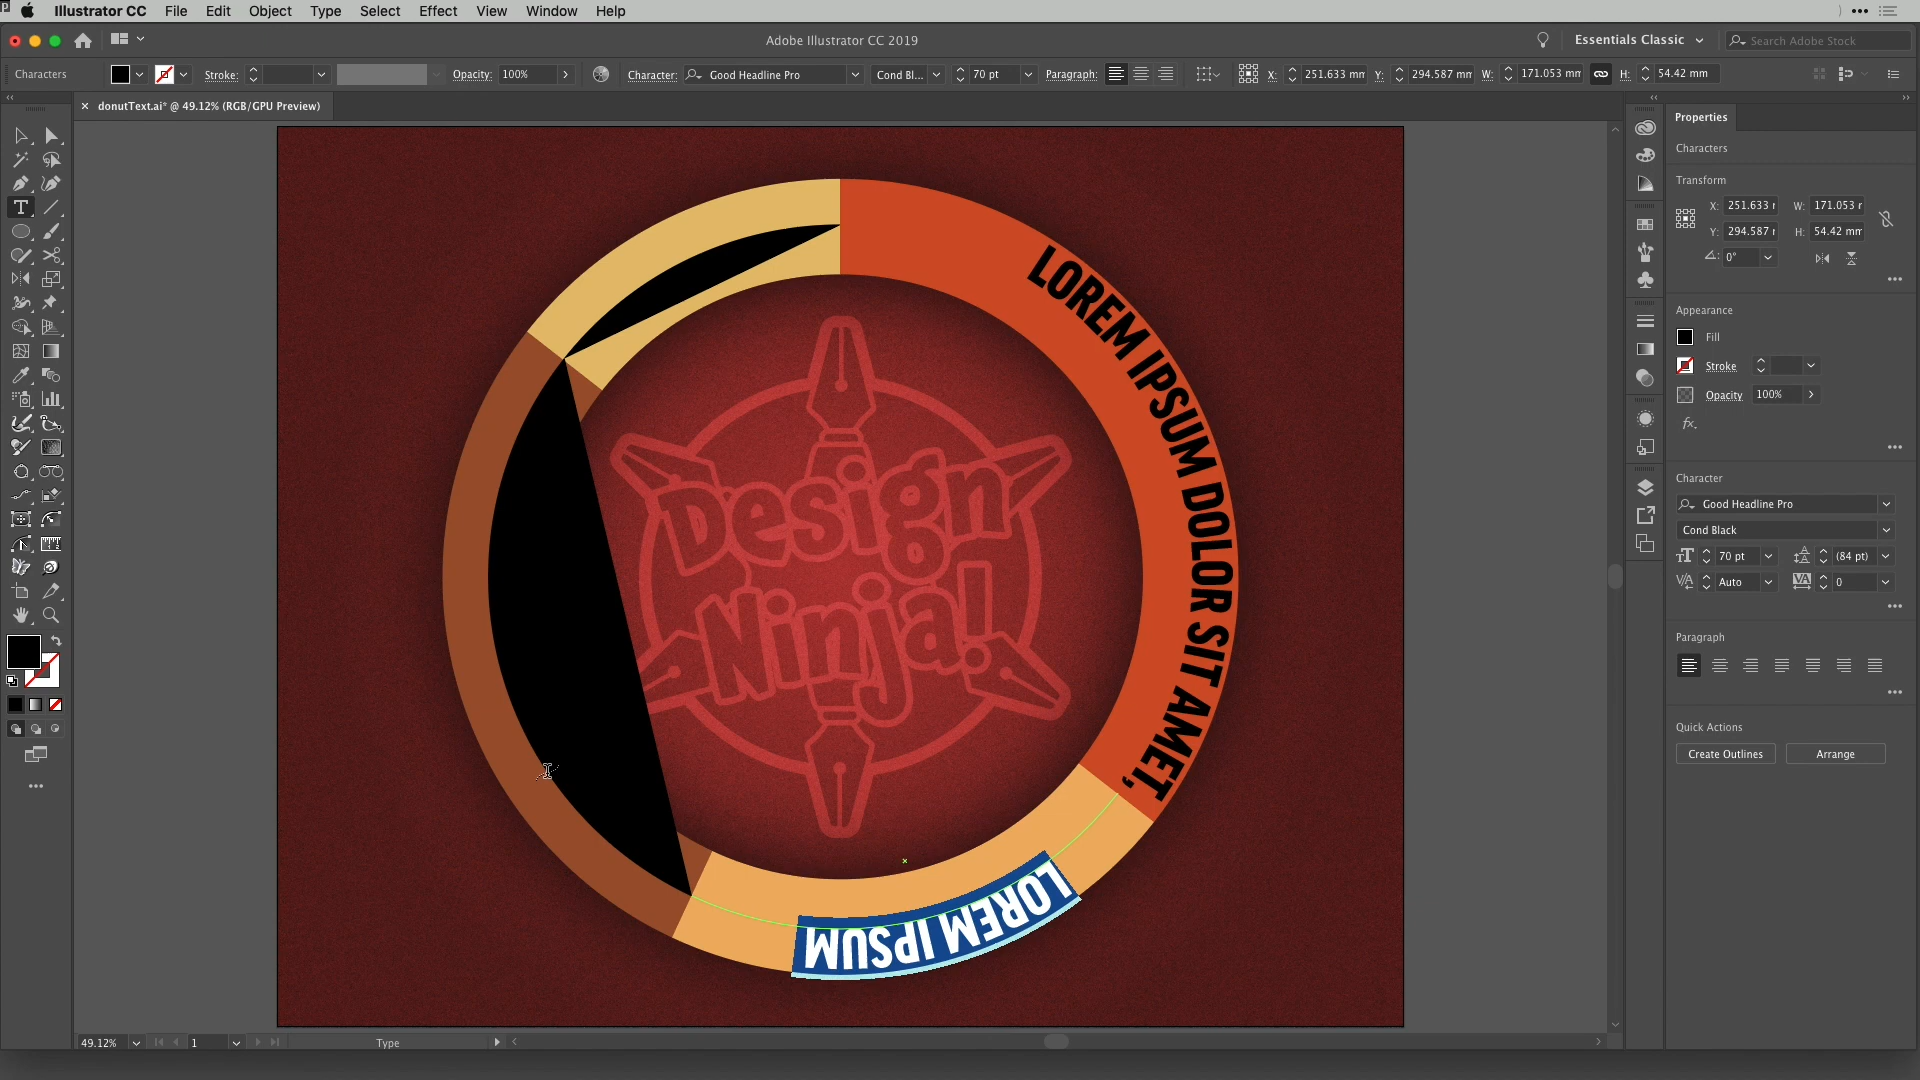 Illustrator CC File Edit Object Type Select Effect View Window Help
Adobe Illustrator CC 2019
Essentials Classic
Search Adobe Stock
Characters Stroke: Opacity: 100% Character: Good Headline Pro Cond Bl... 70 pt Paragraph: X: 251.633 mm Y: 294.587 mm W: 171.053 mm H: 54.42 mm
× donutText.ai* @ 49.12% (RGB/GPU Preview)
LOREM IPSUM DOLOR SIT AMET,
Design
Ninja!
LOREM IPSUM
Properties
Characters
Transform
X: 251.633 r W: 171.053 r
Y: 294.587 r H: 54.42 mm
0°
Appearance
Fill
Stroke
Opacity 100%
fx.
Character
Good Headline Pro
Cond Black
70 pt (84 pt)
Auto 0
Paragraph
Quick Actions
Create Outlines Arrange
49.12% 1 Type